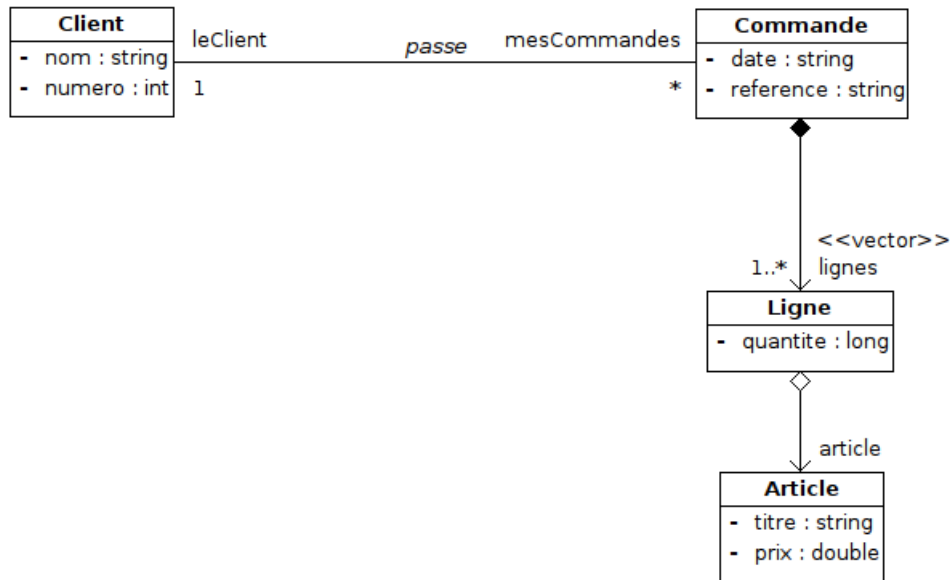 Client
- nom : string
- numero : int
leClient
passe
mesCommandes
1
*
Commande
- date : string
- reference : string
<<vector>>
1..* lignes
Ligne
- quantite : long
article
Article
- titre : string
- prix : double